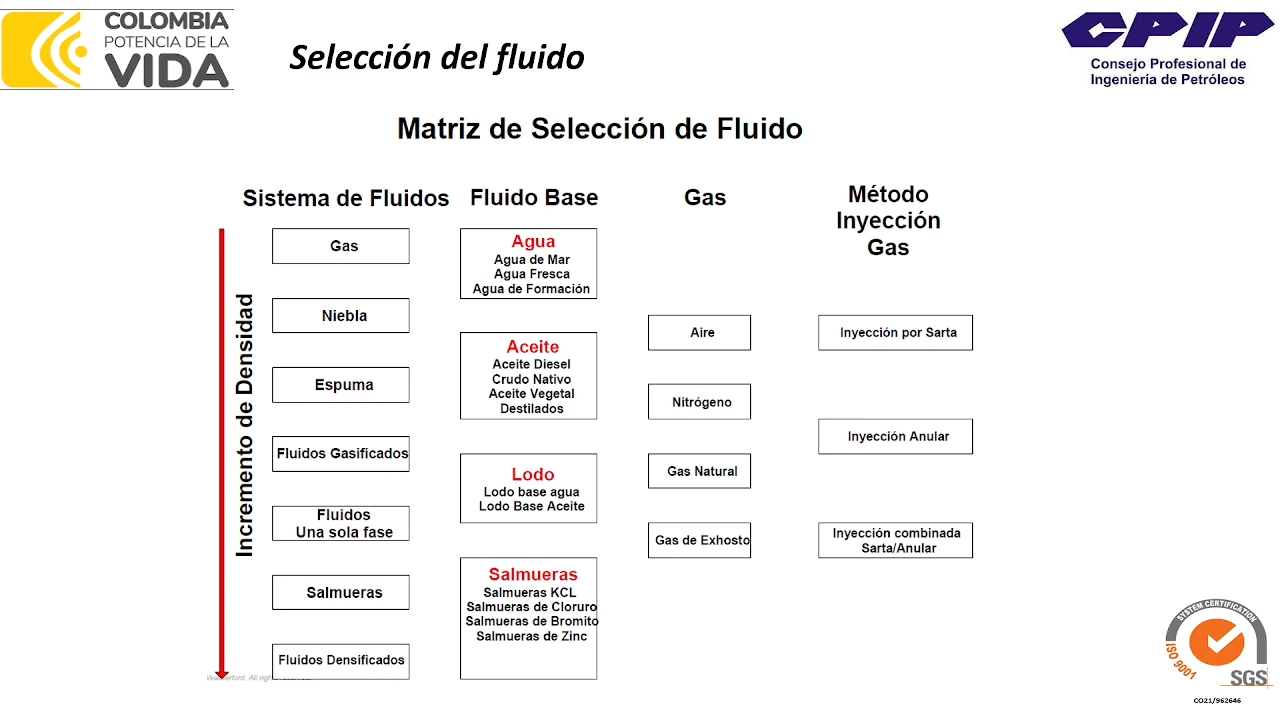 COLOMBIA
POTENCIA DE LA
VIDA
Selección del fluido
CPIP
Consejo Profesional de
Ingeniería de Petróleos
Matriz de Selección de Fluido
Sistema de Fluidos
Fluido Base
Gas
Método
Inyección
Gas
Incremento de Densidad
Gas
Niebla
Espuma
Fluidos Gasificados
Fluidos
Una sola fase
Salmueras
Fluidos Densificados
Agua
Agua de Mar
Agua Fresca
Agua de Formación
Aceite
Aceite Diesel
Crudo Nativo
Aceite Vegetal
Destilados
Lodo
Lodo base agua
Lodo Base Aceite
Salmueras
Salmueras KCL
Salmueras de Cloruro
Salmueras de Bromito
Salmueras de Zinc
Aire
Nitrógeno
Gas Natural
Gas de Exhosto
Inyección por Sarta
Inyección Anular
Inyección combinada
Sarta/Anular
SYSTEM CERTIFICATION
ISO 9001
SGS
CO21/962646